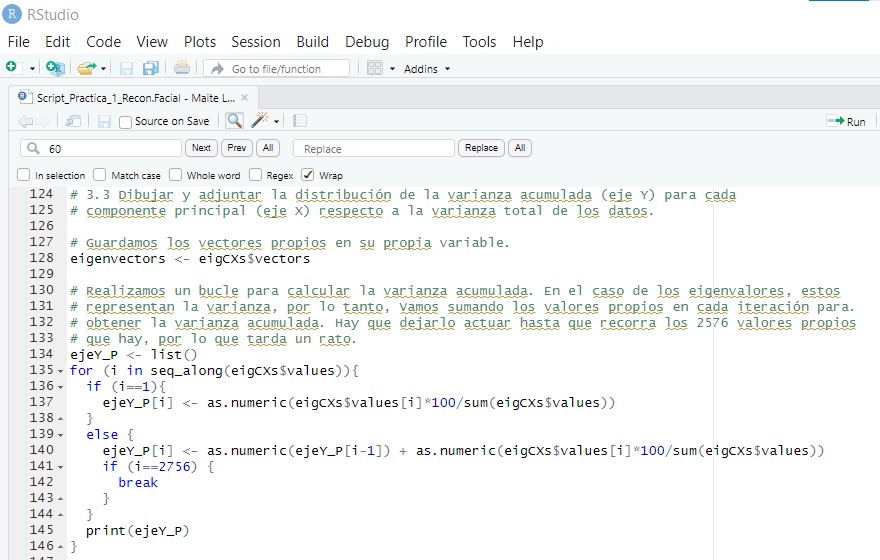 RStudio
File Edit Code View Plots Session Build Debug Profile Tools Help
Go to file/function Addins
Script_Practica_1_Recon.Facial - Maite L...
Source on Save Run
60 Next Prev All Replace Replace All
In selection Match case Whole word Regex Wrap
124 # 3.3 Dibujar y adjuntar la distribución de la varianza acumulada (eje Y) para cada
125 # componente principal (eje X) respecto a la varianza total de los datos.
126
127 # Guardamos los vectores propios en su propia variable.
128 eigenvectors <- eigCXs$vectors
129
130 # Realizamos un bucle para calcular la varianza acumulada. En el caso de los eigenvalores, estos
131 # representan la varianza, por lo tanto, Vamos sumando los valores propios en cada iteración para.
132 # obtener la varianza acumulada. Hay que dejarlo actuar hasta que recorra los 2576 valores propios
133 # que hay, por lo que tarda un rato.
134 ejeY_P <- list()
135 for (i in seq_along(eigCXs$values)){
136 if (i==1){
137 ejeY_P[i] <- as.numeric(eigCXs$values[i]*100/sum(eigCXs$values))
138 }
139 else {
140 ejeY_P[i] <- as.numeric(ejeY_P[i-1]) + as.numeric(eigCXs$values[i]*100/sum(eigCXs$values))
141 if (i==2756) {
142 break
143 }
144 }
145 print(ejeY_P)
146 }